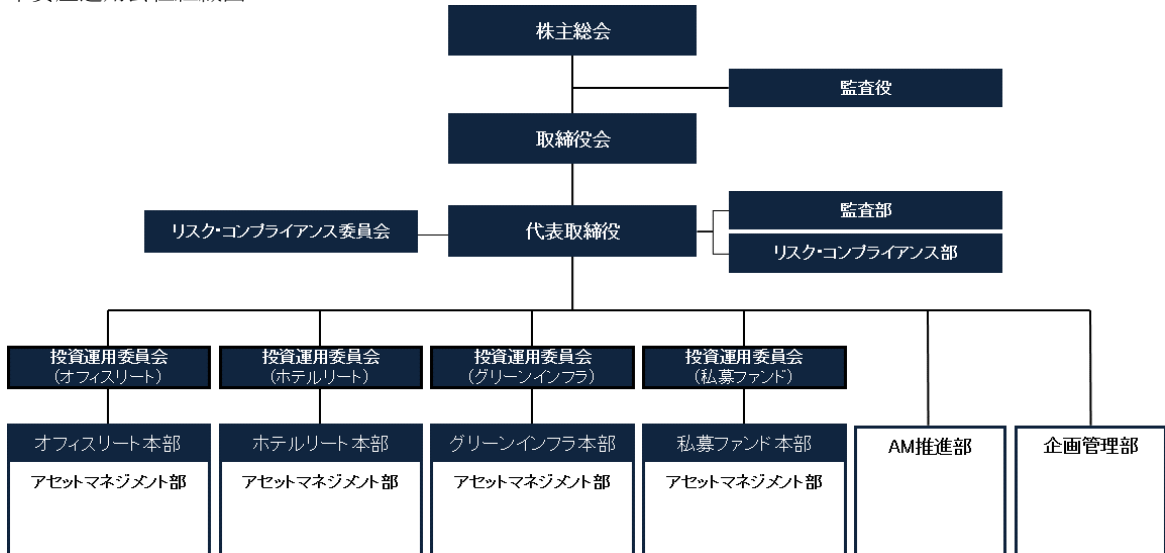 株主総会
監査役
取締役会
監査部
リスク・コンプライアンス委員会
代表取締役
リスク・コンプライアンス部
投資運用委員会
(オフィスリート)
投資運用委員会
(ホテルリート)
投資運用委員会
(グリーンインフラ)
投資運用委員会
(私募ファンド)
オフィスリート本部
ホテルリート本部
グリーンインフラ本部
私募ファンド本部
AM推進部
企画管理部
アセットマネジメント部
アセットマネジメント部
アセットマネジメント部
アセットマネジメント部